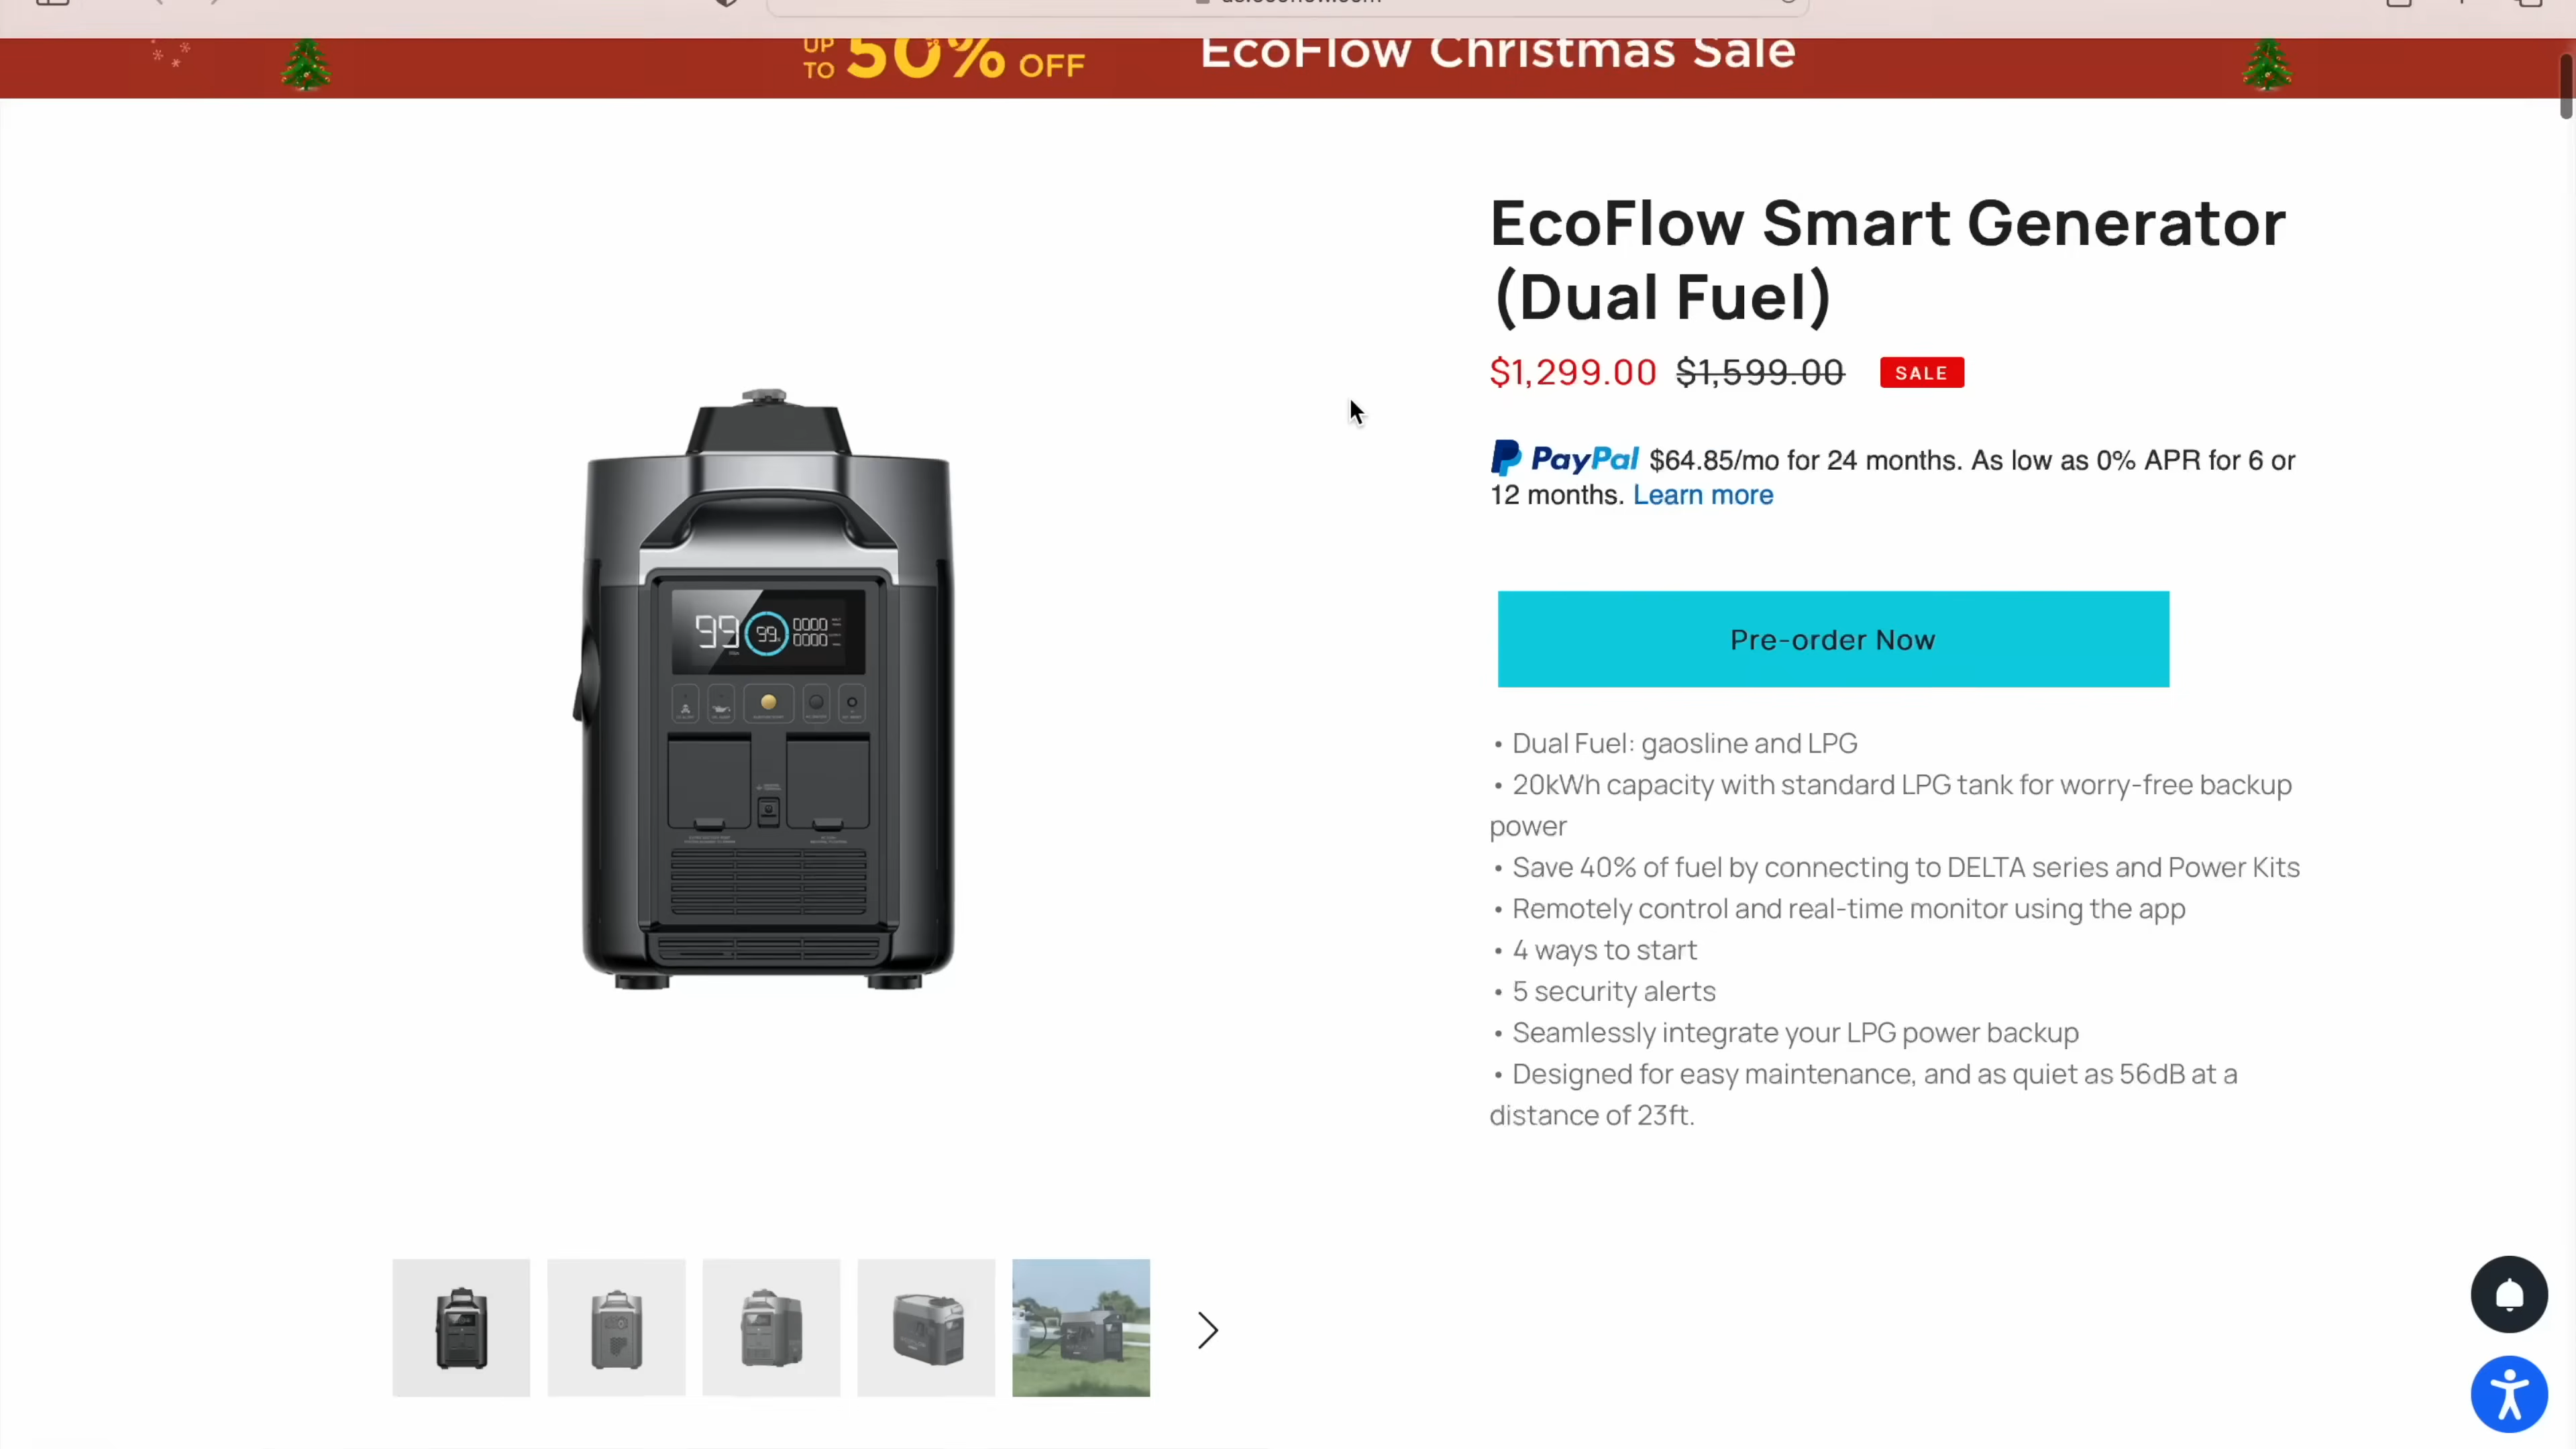 UP TO 50% OFF
EcoFlow Christmas Sale
EcoFlow Smart Generator
(Dual Fuel)
$1,299.00 $1,599.00 SALE
PayPal $64.85/mo for 24 months. As low as 0% APR for 6 or
12 months. Learn more
Pre-order Now
• Dual Fuel: gaosline and LPG
• 20kWh capacity with standard LPG tank for worry-free backup
power
• Save 40% of fuel by connecting to DELTA series and Power Kits
• Remotely control and real-time monitor using the app
• 4 ways to start
• 5 security alerts
• Seamlessly integrate your LPG power backup
• Designed for easy maintenance, and as quiet as 56dB at a
distance of 23ft.
99 99% 0000
0000